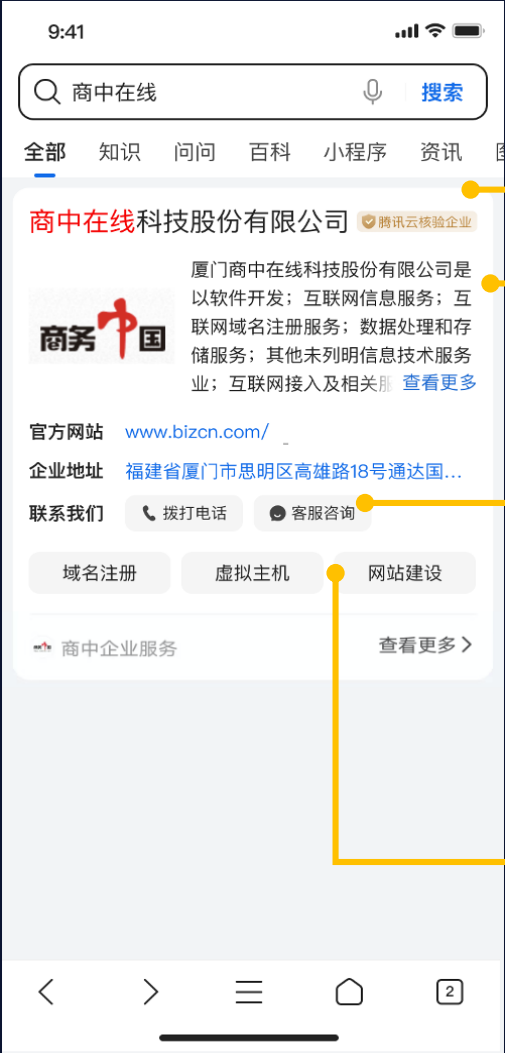 9:41
商中在线
搜索
全部 知识 问问 百科 小程序 资讯
商中在线科技股份有限公司 腾讯云核验企业
商务中国
厦门商中在线科技股份有限公司是
以软件开发；互联网信息服务；互
联网域名注册服务；数据处理和存
储服务；其他未列明信息技术服务
业；互联网接入及相关服 查看更多
官方网站 www.bizcn.com/ _
企业地址 福建省厦门市思明区高雄路18号通达国...
联系我们 拨打电话 客服咨询
域名注册 虚拟主机 网站建设
商中企业服务 查看更多
2